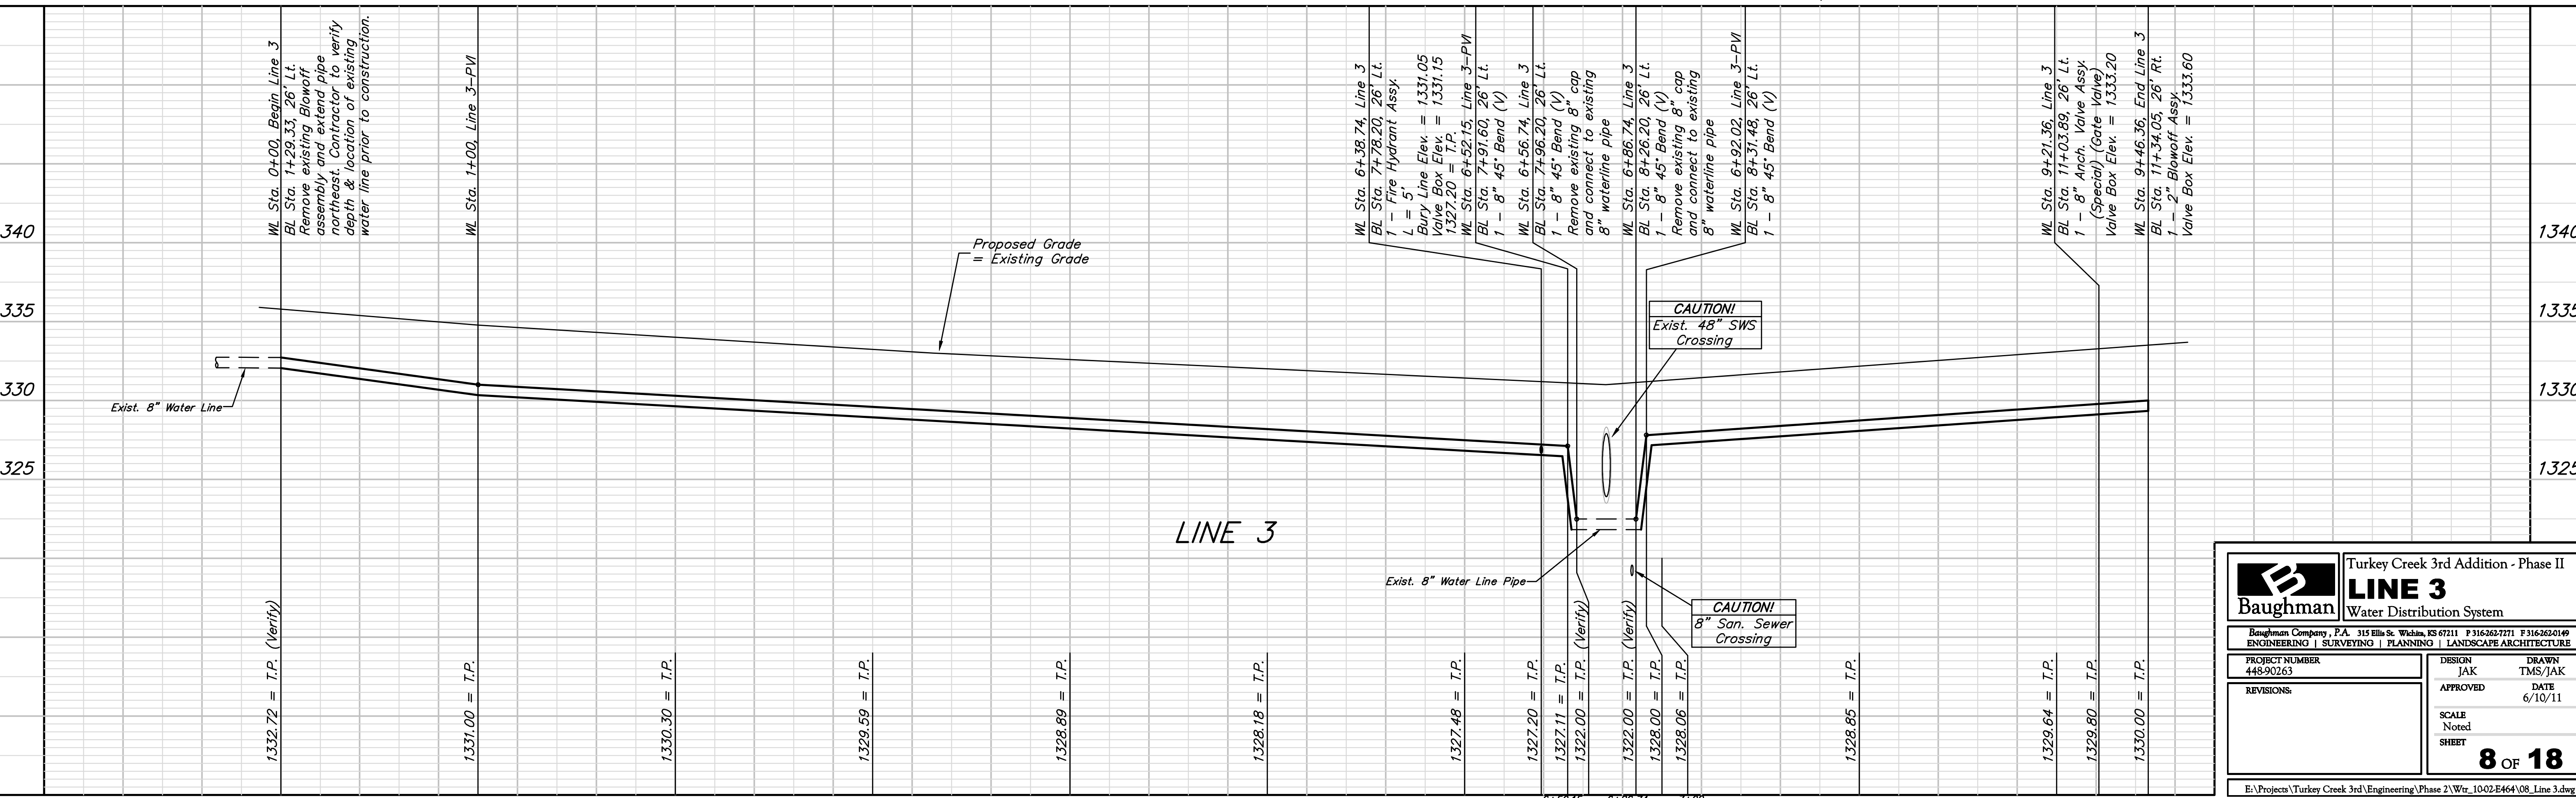 WL Sta. 0+00, Begin Line 3
BL Sta. 1+29.33, 26' Lt.
Remove existing Blowoff
assembly and extend pipe
northeast. Contractor to verify
depth & location of existing
water line prior to construction.
WL Sta. 1+00, Line 3-PVI
WL Sta. 6+38.74, Line 3
BL Sta. 7+78.20, 26' Lt.
1 - Fire Hydrant Assy.
L = 5'
Bury Line Elev. = 1331.05
Valve Box Elev. = 1331.15
1327.20 = T.P.
WL Sta. 6+52.15, Line 3-PVI
BL Sta. 7+91.60, 26' Lt.
1 - 8" 45° Bend (V)
WL Sta. 6+56.74, Line 3
BL Sta. 7+96.20, 26' Lt.
1 - 8" 45° Bend (V)
Remove existing 8" cap
and connect to existing
8" waterline pipe
WL Sta. 6+86.74, Line 3
BL Sta. 8+26.20, 26' Lt.
1 - 8" 45° Bend (V)
Remove existing 8" cap
and connect to existing
8" waterline pipe
WL Sta. 6+92.02, Line 3-PVI
BL Sta. 8+31.48, 26' Lt.
1 - 8" 45° Bend (V)
WL Sta. 9+21.36, Line 3
BL Sta. 11+03.89, 26' Lt.
1 - 8" Anch. Valve Assy.
(Special) (Gate Valve)
Valve Box Elev. = 1333.20
WL Sta. 9+46.36, End Line 3
BL Sta. 11+34.05, 26' Rt.
1 - 2" Blowoff Assy.
Valve Box Elev. = 1333.60
340
1340
Proposed Grade
= Existing Grade
335
1335
CAUTION!
Exist. 48" SWS
Crossing
330
1330
Exist. 8" Water Line
325
1325
LINE 3
Exist. 8" Water Line Pipe
CAUTION!
8" San. Sewer
Crossing
1332.72 = T.P. (Verify)
1331.00 = T.P.
1330.30 = T.P.
1329.59 = T.P.
1328.89 = T.P.
1328.18 = T.P.
1327.48 = T.P.
1327.20 = T.P.
1327.11 = T.P.
1322.00 = T.P. (Verify)
1322.00 = T.P. (Verify)
1328.00 = T.P.
1328.06 = T.P.
1328.85 = T.P.
1329.64 = T.P.
1329.80 = T.P.
1330.00 = T.P.
Baughman
Turkey Creek 3rd Addition - Phase II
LINE 3
Water Distribution System
Baughman Company, P.A. 315 Ellis St. Wichita, KS 67211 P 316-262-7271 F 316-262-0149
ENGINEERING | SURVEYING | PLANNING | LANDSCAPE ARCHITECTURE
PROJECT NUMBER
448-90263
REVISIONS:
DESIGN
JAK
DRAWN
TMS/JAK
APPROVED
DATE
6/10/11
SCALE
Noted
SHEET
8 OF 18
E:\Projects\Turkey Creek 3rd\Engineering\Phase 2\Wtr_10-02-E464\08_Line 3.dwg